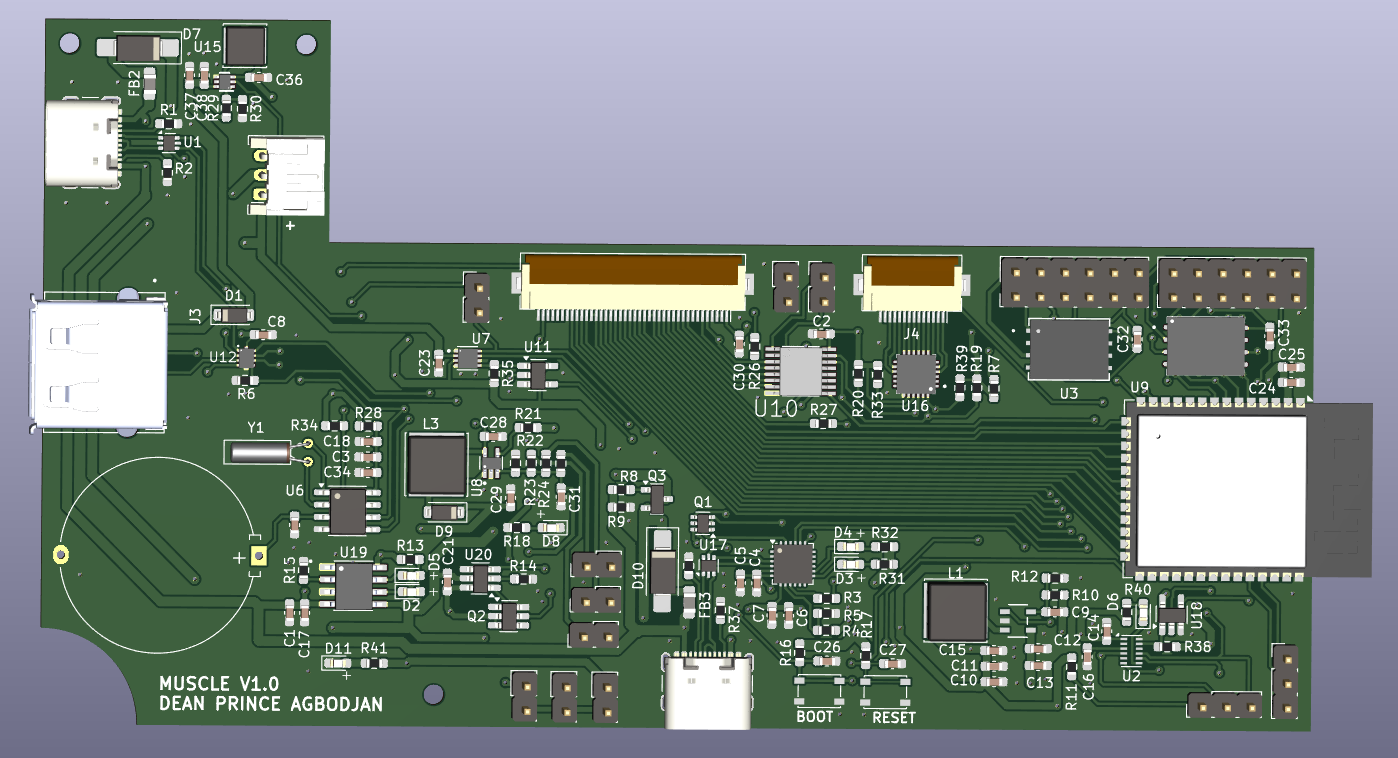 D7
U15
FB2
C37
C38
R29
R30
C36
R1
U1
R2
+
J3
D1
C8
U12
R6
U7
C23
R35
U11
C30
R26
C2
U10
R27
R20
R33
J4
U16
R39
R19
R7
U3
C32
C33
C25
C24
U9
Y1
R34
R28
C18
C3
C34
L3
C28
R21
R22
U8
C29
R23
R24
+
C31
D9
R18
D8
U6
R8
R9
Q3
Q1
U17
D10
FB3
R37
C5
C4
C7
C6
D4+
D3+
R32
R31
R3
R5
R4
R17
R16
C26
C27
BOOT
RESET
+
R15
U19
R13
D5
+
D2
+
C21
U20
R14
Q2
C1
C17
D11
+
R41
L1
R12
R10
C9
C15
C11
C10
C12
C13
R11
C16
C14
D6
R40
U18
R38
U2
MUSCLE V1.0
DEAN PRINCE AGBODJAN